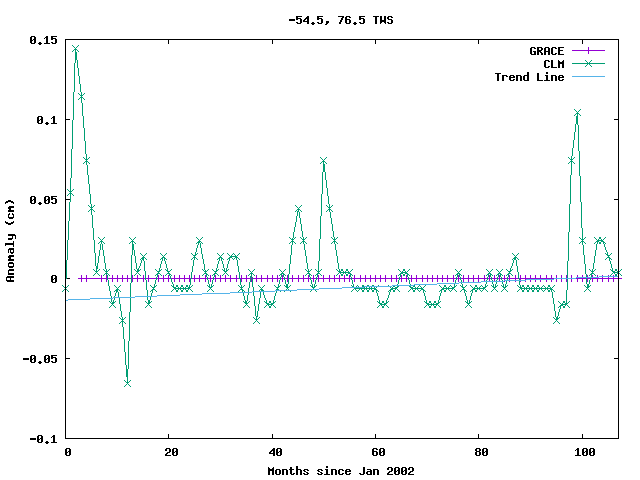 -54.5, 76.5 TWS
GRACE
CLM
Trend Line
0.15
0.1
0.05
0
-0.05
-0.1
Anomaly (cm)
0 20 40 60 80 100
Months since Jan 2002